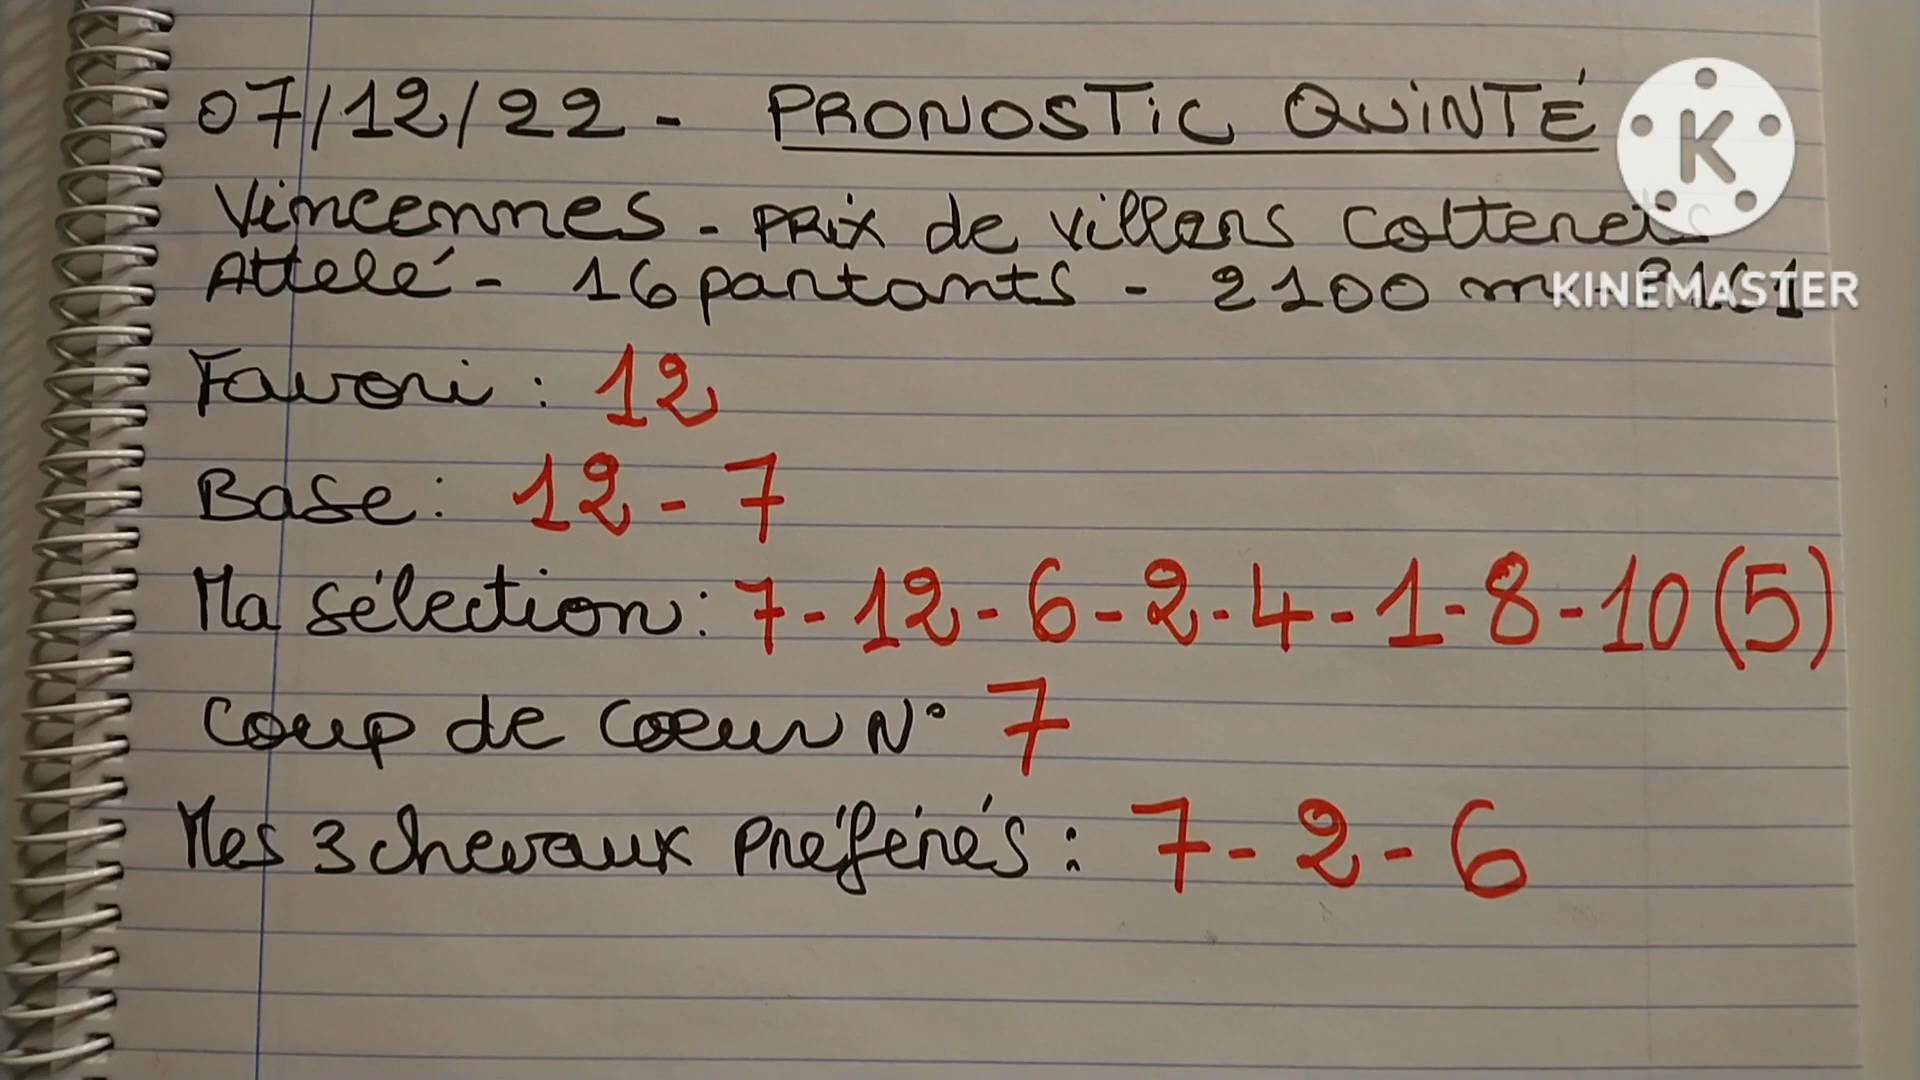 07/12/22 - PRONOSTIC QUINTÉ
Vincennes - PRIX de Villers Cotterets
Attelé - 16 partants - 2100 m
KINEMASTER
Favori : 12
Base : 12 - 7
Ma sélection : 7 - 12 - 6 - 2 - 4 - 1 - 8 - 10 (5)
Coup de coeur N° 7
Mes 3 chevaux préférés : 7 - 2 - 6